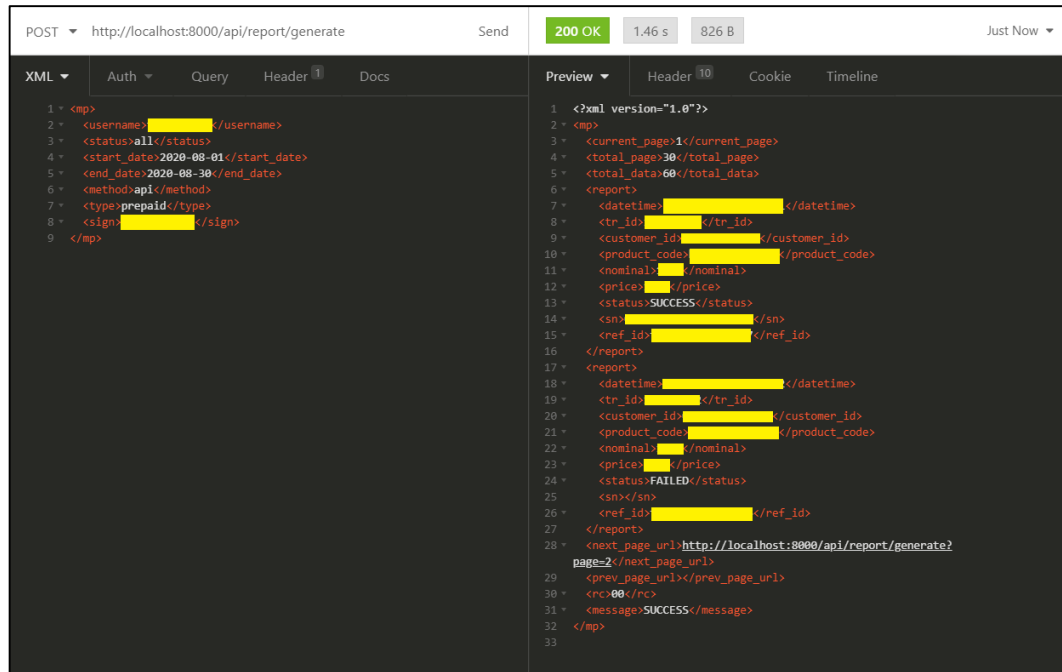 POST http://localhost:8000/api/report/generate Send
200 OK 1.46 s 826 B Just Now
XML Auth Query Header 1 Docs
1 <mp>
2 <username></username>
3 <status>all</status>
4 <start_date>2020-08-01</start_date>
5 <end_date>2020-08-30</end_date>
6 <method>api</method>
7 <type>prepaid</type>
8 <sign></sign>
9 </mp>
Preview Header 10 Cookie Timeline
1 <?xml version="1.0"?>
2 <mp>
3 <current_page>1</current_page>
4 <total_page>30</total_page>
5 <total_data>60</total_data>
6 <report>
7 <datetime></datetime>
8 <tr_id></tr_id>
9 <customer_id></customer_id>
10 <product_code></product_code>
11 <nominal></nominal>
12 <price></price>
13 <status>SUCCESS</status>
14 <sn></sn>
15 <ref_id></ref_id>
16 </report>
17 <report>
18 <datetime></datetime>
19 <tr_id></tr_id>
20 <customer_id></customer_id>
21 <product_code></product_code>
22 <nominal></nominal>
23 <price></price>
24 <status>FAILED</status>
25 <sn></sn>
26 <ref_id></ref_id>
27 </report>
28 <next_page_url>http://localhost:8000/api/report/generate?
page=2</next_page_url>
29 <prev_page_url></prev_page_url>
30 <rc>00</rc>
31 <message>SUCCESS</message>
32 </mp>
33